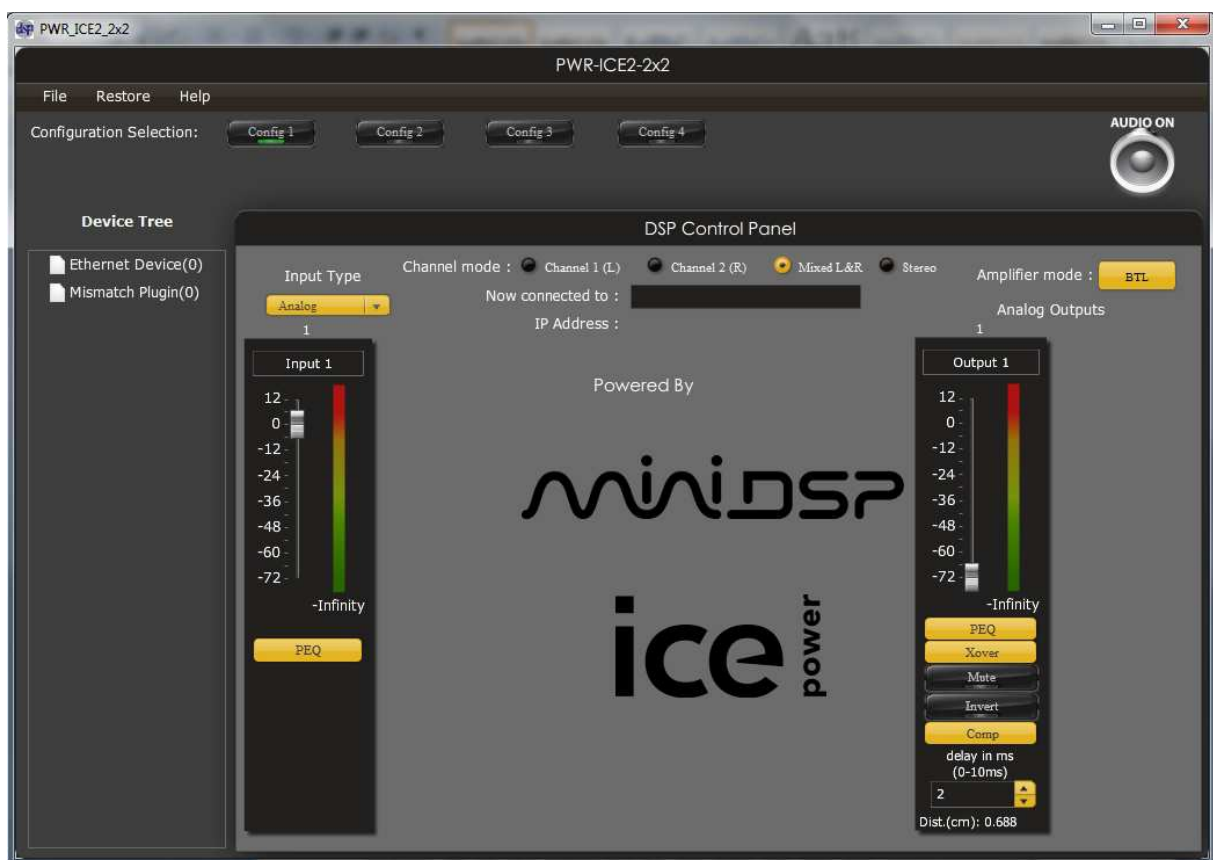 PWR_ICE2_2x2
PWR-ICE2-2x2
File Restore Help
Configuration Selection: Config 1 Config 2 Config 3 Config 4
AUDIO ON
Device Tree
Ethernet Device(0)
Mismatch Plugin(0)
DSP Control Panel
Input Type
Analog
Channel mode : Channel 1 (L) Channel 2 (R) Mixed L&R Stereo
Now connected to :
IP Address :
Amplifier mode : BTL
Analog Outputs
1
Input 1
12
0
-12
-24
-36
-48
-60
-72
-Infinity
PEQ
Powered By
miniDSP
ice power
1
Output 1
12
0
-12
-24
-36
-48
-60
-72
-Infinity
PEQ
Xover
Mute
Invert
Comp
delay in ms
(0-10ms)
2
Dist.(cm): 0.688